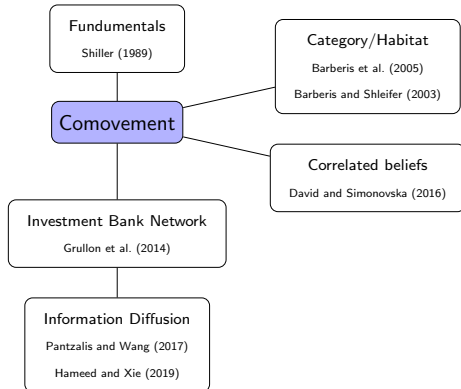 Fundumentals
Shiller (1989)
Category/Habitat
Barberis et al. (2005)
Barberis and Shleifer (2003)
Comovement
Correlated beliefs
David and Simonovska (2016)
Investment Bank Network
Grullon et al. (2014)
Information Diffusion
Pantzalis and Wang (2017)
Hameed and Xie (2019)